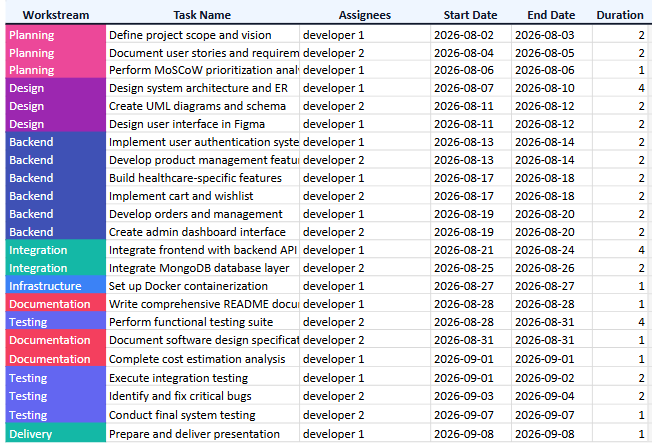 Workstream Task Name Assignees Start Date End Date Duration
Planning Define project scope and vision developer 1 2026-08-02 2026-08-03 2
Planning Document user stories and requirem developer 2 2026-08-04 2026-08-05 2
Planning Perform MoSCoW prioritization anal developer 1 2026-08-06 2026-08-06 1
Design Design system architecture and ER developer 1 2026-08-07 2026-08-10 4
Design Create UML diagrams and schema developer 2 2026-08-11 2026-08-12 2
Design Design user interface in Figma developer 1 2026-08-11 2026-08-12 2
Backend Implement user authentication syste developer 1 2026-08-13 2026-08-14 2
Backend Develop product management featu developer 2 2026-08-13 2026-08-14 2
Backend Build healthcare-specific features developer 1 2026-08-17 2026-08-18 2
Backend Implement cart and wishlist developer 2 2026-08-17 2026-08-18 2
Backend Develop orders and management developer 1 2026-08-19 2026-08-20 2
Backend Create admin dashboard interface developer 2 2026-08-19 2026-08-20 2
Integration Integrate frontend with backend API developer 1 2026-08-21 2026-08-24 4
Integration Integrate MongoDB database layer developer 2 2026-08-25 2026-08-26 2
Infrastructure Set up Docker containerization developer 1 2026-08-27 2026-08-27 1
Documentation Write comprehensive README docu developer 1 2026-08-28 2026-08-28 1
Testing Perform functional testing suite developer 2 2026-08-28 2026-08-31 4
Documentation Document software design specificat developer 2 2026-08-31 2026-08-31 1
Documentation Complete cost estimation analysis developer 1 2026-09-01 2026-09-01 1
Testing Execute integration testing developer 1 2026-09-01 2026-09-02 2
Testing Identify and fix critical bugs developer 2 2026-09-03 2026-09-04 2
Testing Conduct final system testing developer 2 2026-09-07 2026-09-07 1
Delivery Prepare and deliver presentation developer 1 2026-09-08 2026-09-08 1